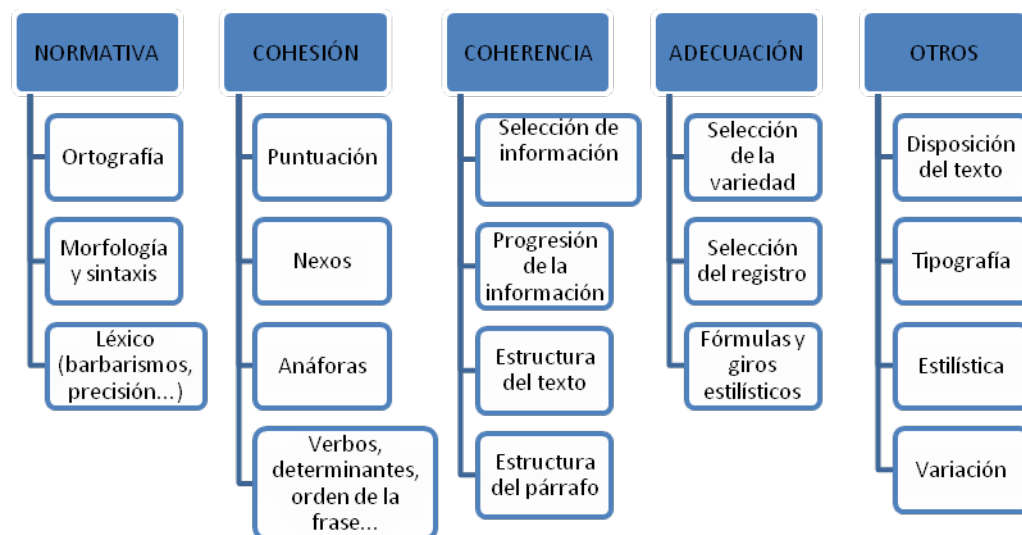 NORMATIVA
Ortografía
Morfología
y sintaxis
Léxico
(barbarismos,
precisión...)
COHESIÓN
Puntuación
Nexos
Anáforas
Verbos,
determinantes,
orden de la
frase...
COHERENCIA
Selección de
información
Progresión
de la
información
Estructura
del texto
Estructura
del párrafo
ADECUACIÓN
Selección
de la
variedad
Selección
del registro
Fórmulas y
giros
estilísticos
OTROS
Disposición
del texto
Tipografía
Estilística
Variación